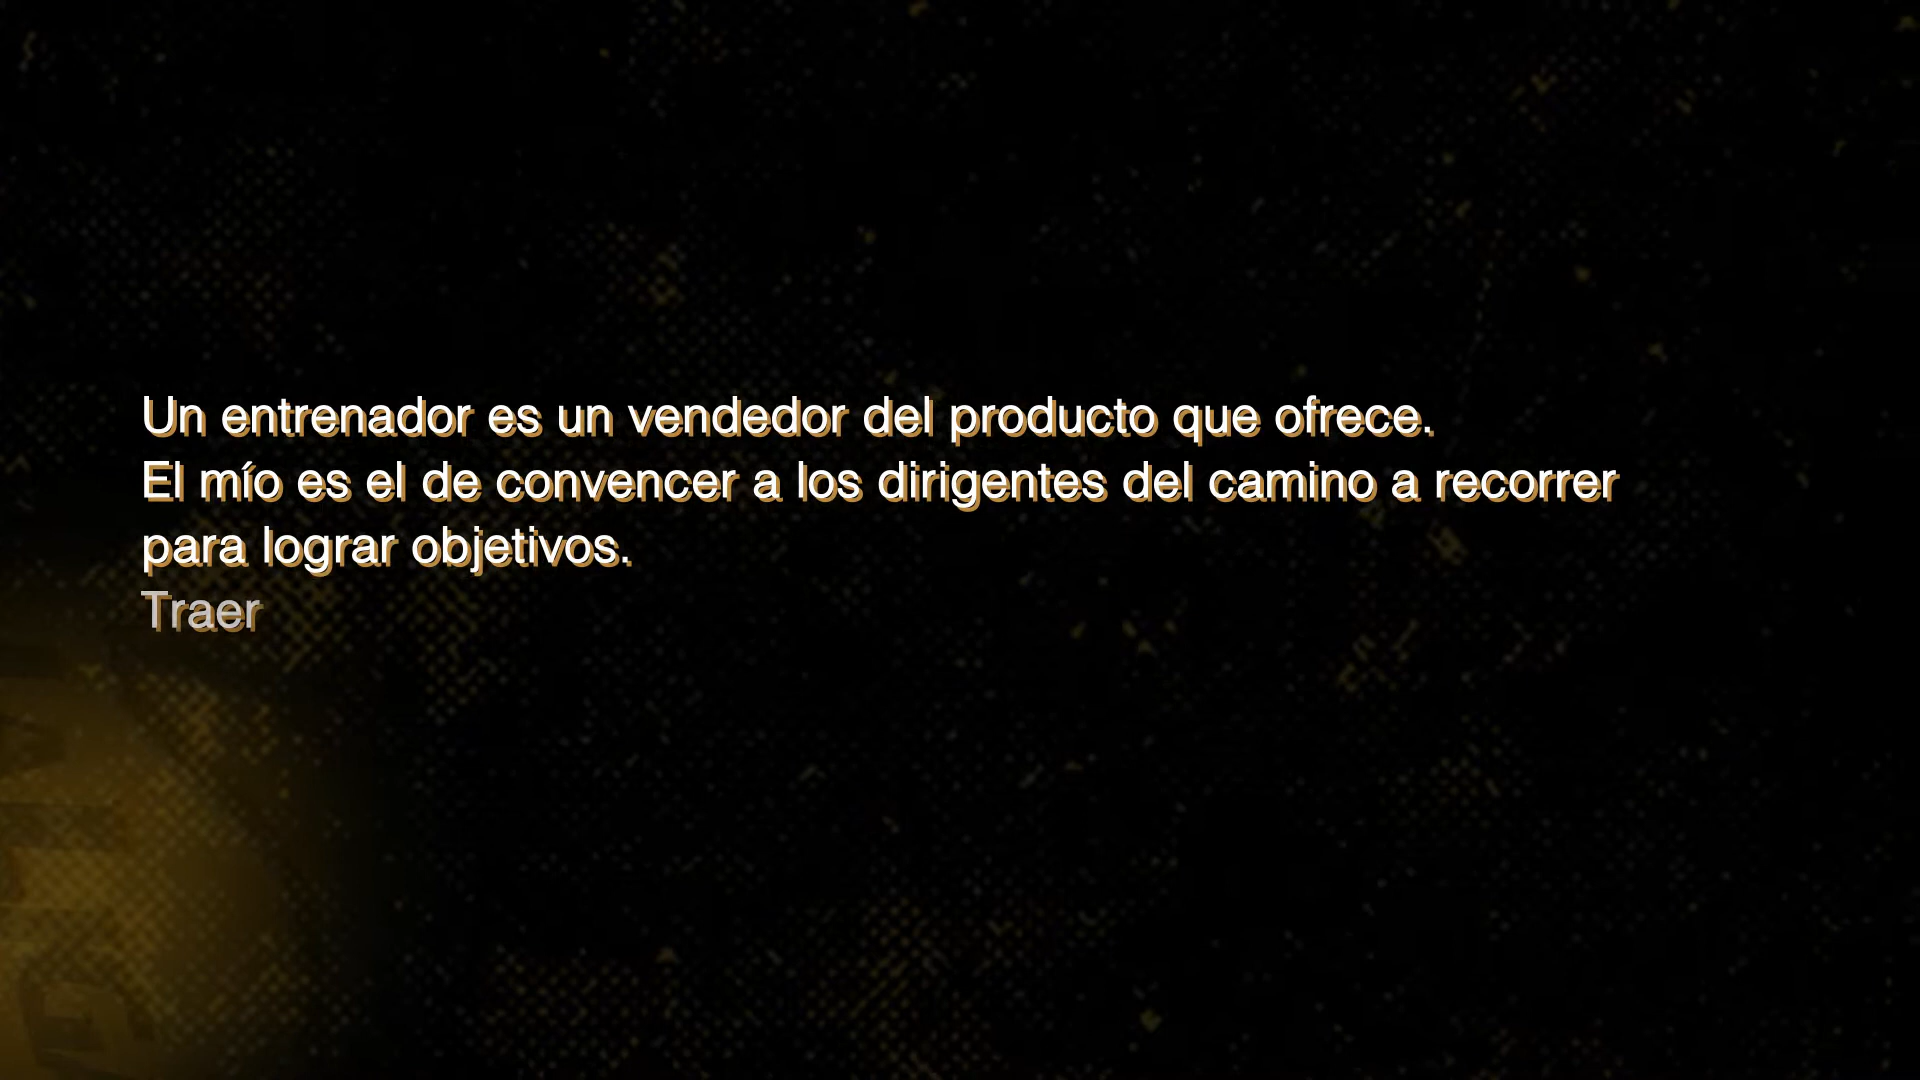 Un entrenador es un vendedor del producto que ofrece.
El mío es el de convencer a los dirigentes del camino a recorrer
para lograr objetivos.
Traer